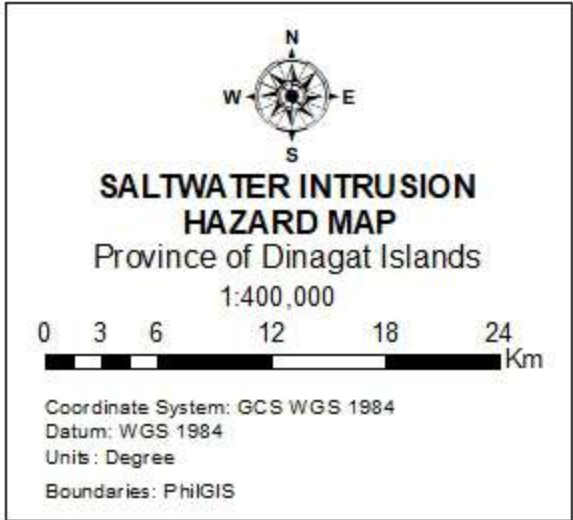 N
W E
S
SALTWATER INTRUSION
HAZARD MAP
Province of Dinagat Islands
1:400,000
0 3 6 12 18 24
Km
Coordinate System: GCS WGS 1984
Datum: WGS 1984
Units: Degree
Boundaries: PhilGIS